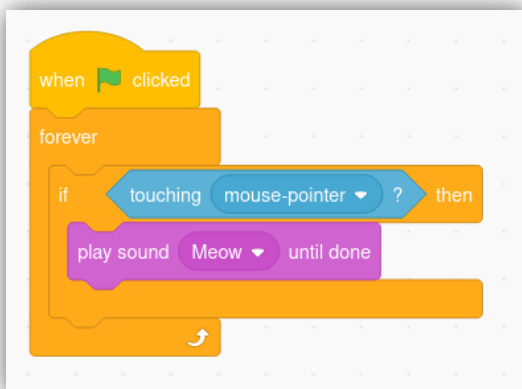 when clicked
forever
if touching mouse-pointer ? then
play sound Meow until done